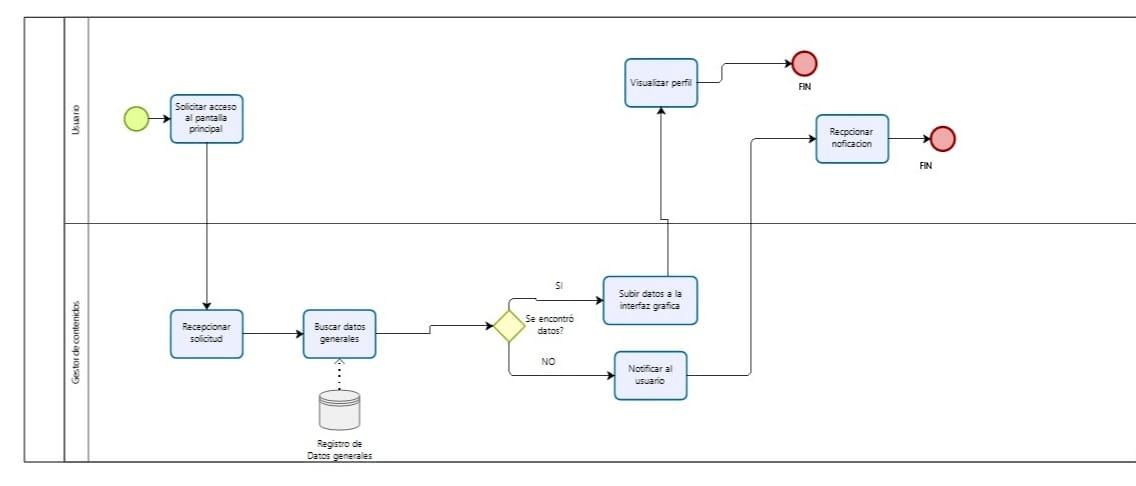 Usuario
Solicitar acceso
al pantalla
principal
Visualizar perfil
FIN
Recpcionar
noficacion
FIN
Gestor de contenidos
Recepcionar
solicitud
Buscar datos
generales
Registro de
Datos generales
Se encontró
datos?
SI
NO
Subir datos a la
interfaz grafica
Notificar al
usuario